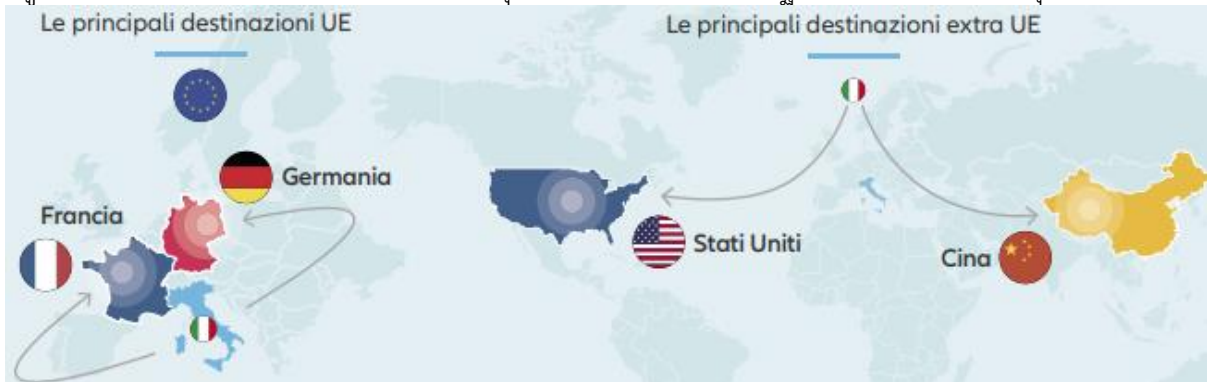 Le principali destinazioni UE
Germania
Francia
Le principali destinazioni extra UE
Stati Uniti
Cina